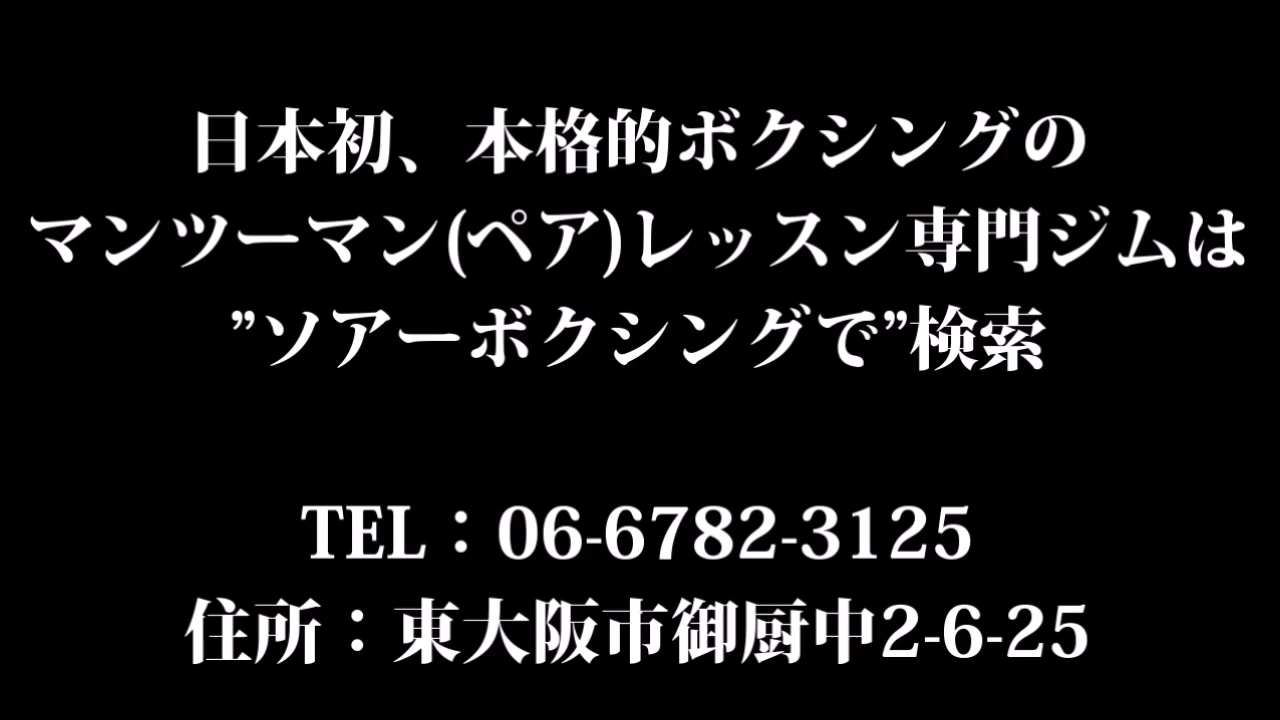 日本初、本格的ボクシングの
マンツーマン(ペア)レッスン専門ジムは
”ソアーボクシングで”検索
TEL：06-6782-3125
住所：東大阪市御厨中2-6-25